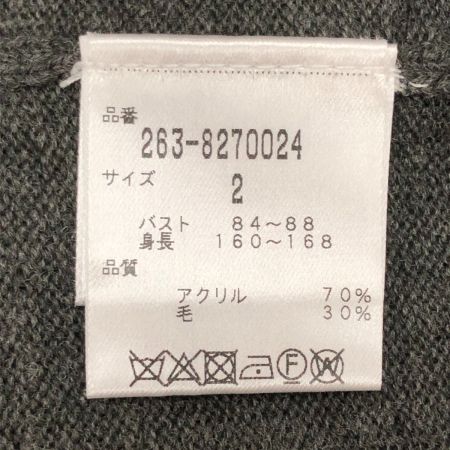 品番
263-8270024
サイズ 2
バスト 84～88
身長 160～168
品質
アクリル 70%
毛 30%
F W